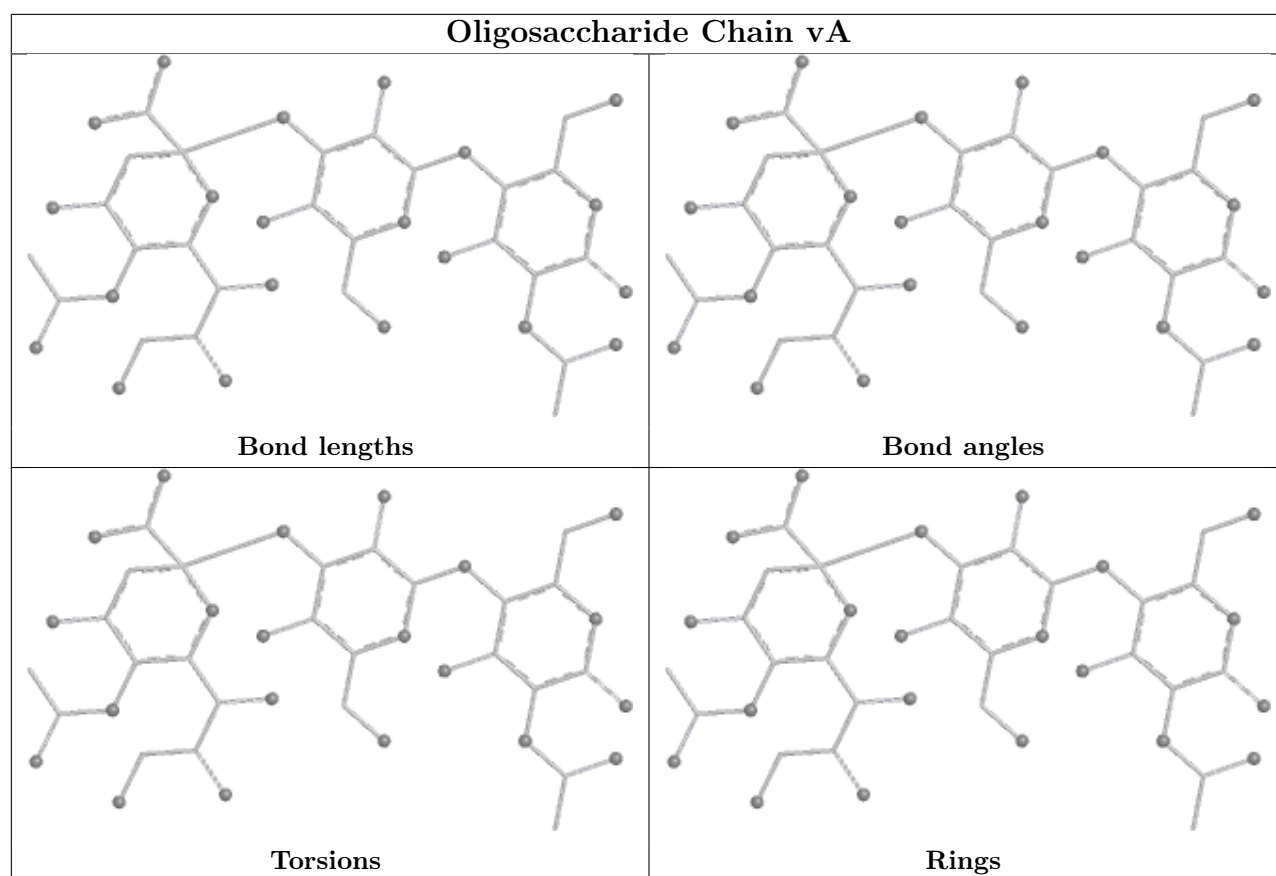 Oligosaccharide Chain vA
Bond lengths
Bond angles
Torsions
Rings